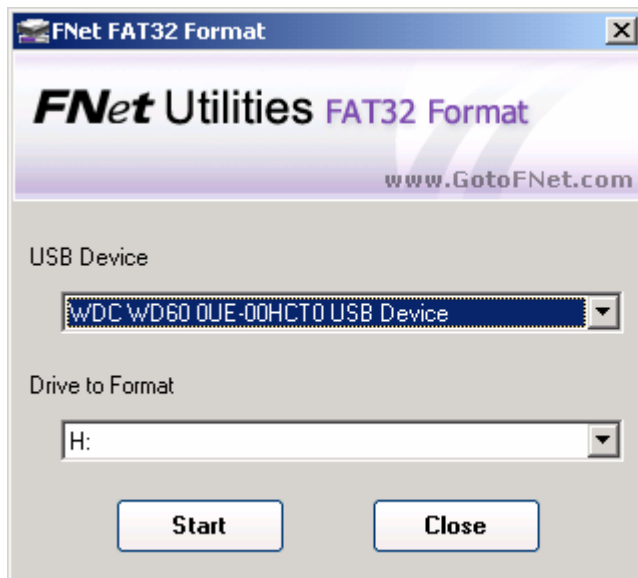 FNet FAT32 Format
FNet Utilities FAT32 Format
www.GotoFNet.com
USB Device
WDC WD60 0UE-00HCT0 USB Device
Drive to Format
H:
Start Close